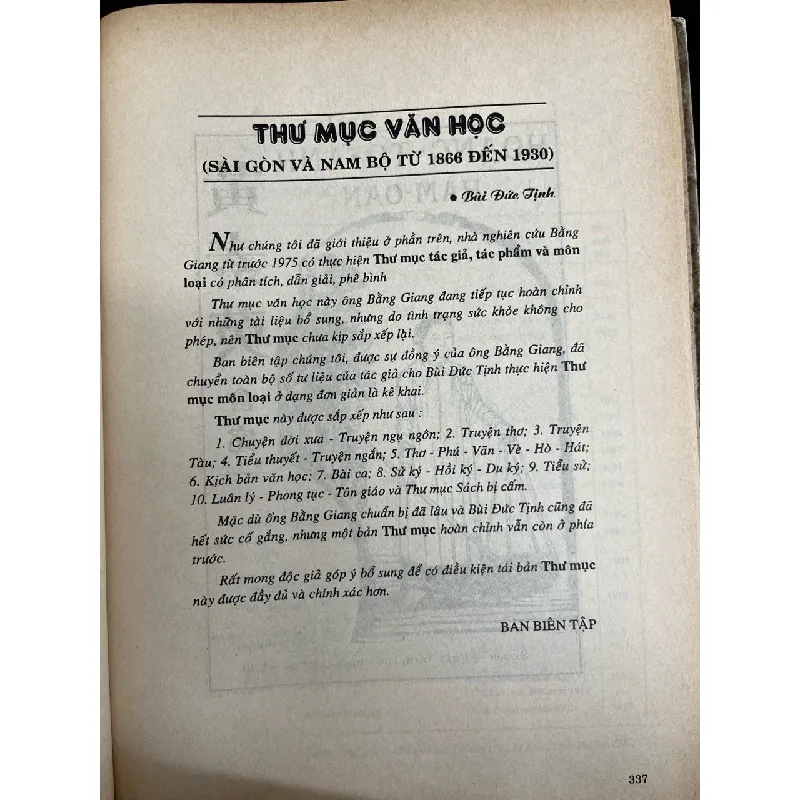 THƯ MỤC VĂN HỌC
(SÀI GÒN VÀ NAM BỘ TỪ 1866 ĐẾN 1930)
• Bùi Đức Tịnh
Như chúng tôi đã giới thiệu ở phần trên, nhà nghiên cứu Bằng
Giang từ trước 1975 có thực hiện Thư mục tác giả, tác phẩm và môn
loại có phân tích, dẫn giải, phê bình
Thư mục văn học này ông Bằng Giang đang tiếp tục hoàn chỉnh
với những tài liệu bổ sung, nhưng do tình trạng sức khỏe không cho
phép, nên Thư mục chưa kịp sắp xếp lại.
Ban biên tập chúng tôi, được sự đồng ý của ông Bằng Giang, đã
chuyển toàn bộ số tư liệu của tác giả cho Bùi Đức Tịnh thực hiện Thư
mục môn loại ở dạng đơn giản là kê khai.
Thư mục này được sắp xếp như sau :
1. Chuyện đời xưa - Truyện ngụ ngôn; 2. Truyện thơ; 3. Truyện
Tàu; 4. Tiểu thuyết - Truyện ngắn; 5. Thơ - Phú - Văn - Vè - Hò - Hát;
6. Kịch bản văn học; 7. Bài ca; 8. Sử ký - Hồi ký - Du ký; 9. Tiểu sử;
10. Luân lý - Phong tục - Tôn giáo và Thư mục Sách bị cấm.
Mặc dù ông Bằng Giang chuẩn bị đã lâu và Bùi Đức Tịnh cũng đã
hết sức cố gắng, nhưng một bản Thư mục hoàn chỉnh vẫn còn ở phía
trước.
Rất mong độc giả góp ý bổ sung để có điều kiện tái bản Thư mục
này được đầy đủ và chính xác hơn.
BAN BIÊN TẬP
337